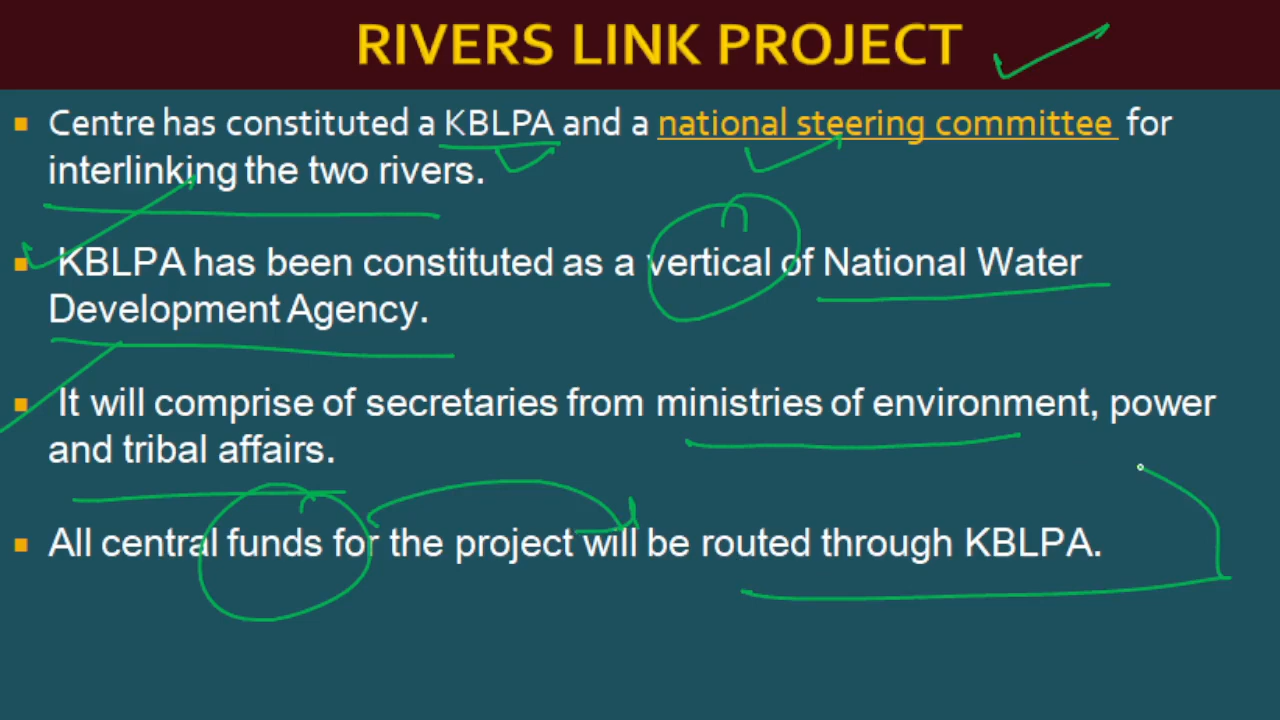 RIVERS LINK PROJECT
Centre has constituted a KBLPA and a national steering committee for
interlinking the two rivers.
KBLPA has been constituted as a vertical of National Water
Development Agency.
It will comprise of secretaries from ministries of environment, power
and tribal affairs.
All central funds for the project will be routed through KBLPA.